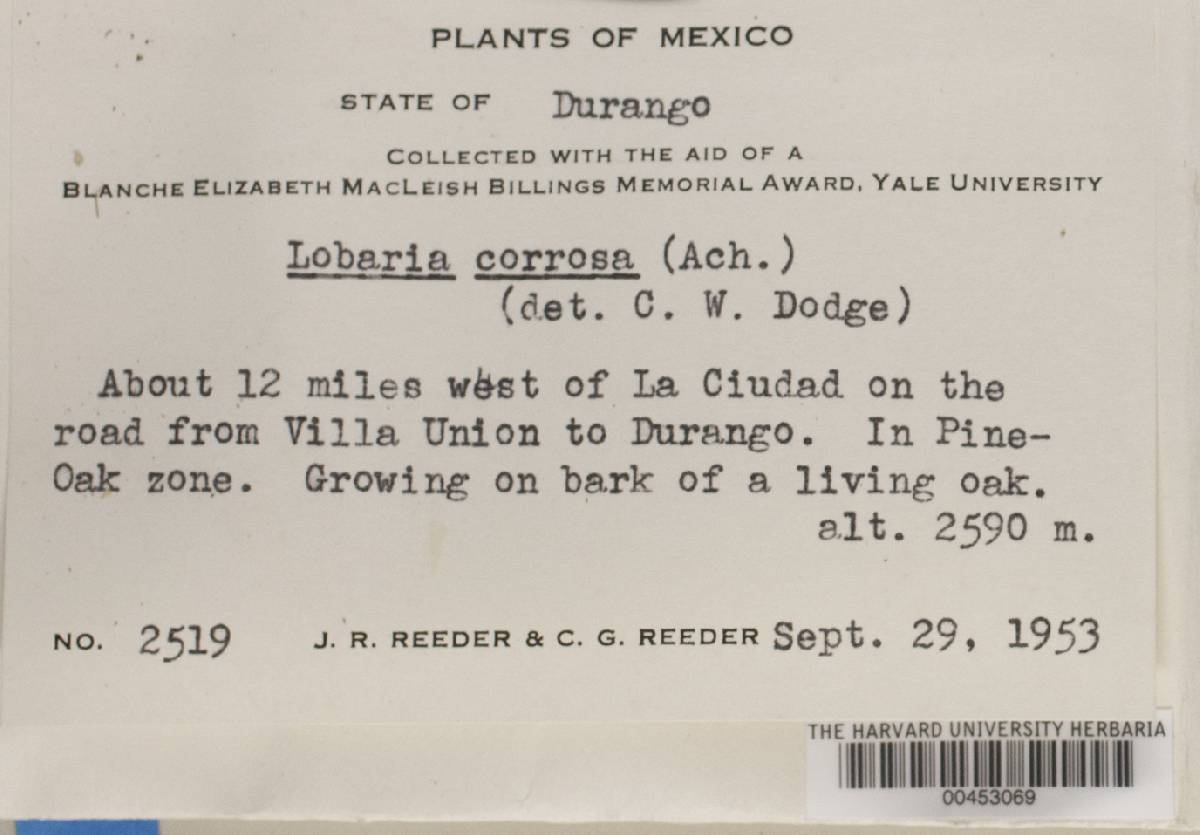 PLANTS OF MEXICO
STATE OF Durango
COLLECTED WITH THE AID OF A
BLANCHE ELIZABETH MACLEISH BILLINGS MEMORIAL AWARD, YALE UNIVERSITY
Lobaria corrosa (Ach.)
(det. C. W. Dodge)
About 12 miles west of La Ciudad on the
road from Villa Union to Durango. In Pine-
Oak zone. Growing on bark of a living oak.
alt. 2590 m.
NO. 2519 J. R. REEDER & C. G. REEDER Sept. 29, 1953
THE HARVARD UNIVERSITY HERBARIA
00453069